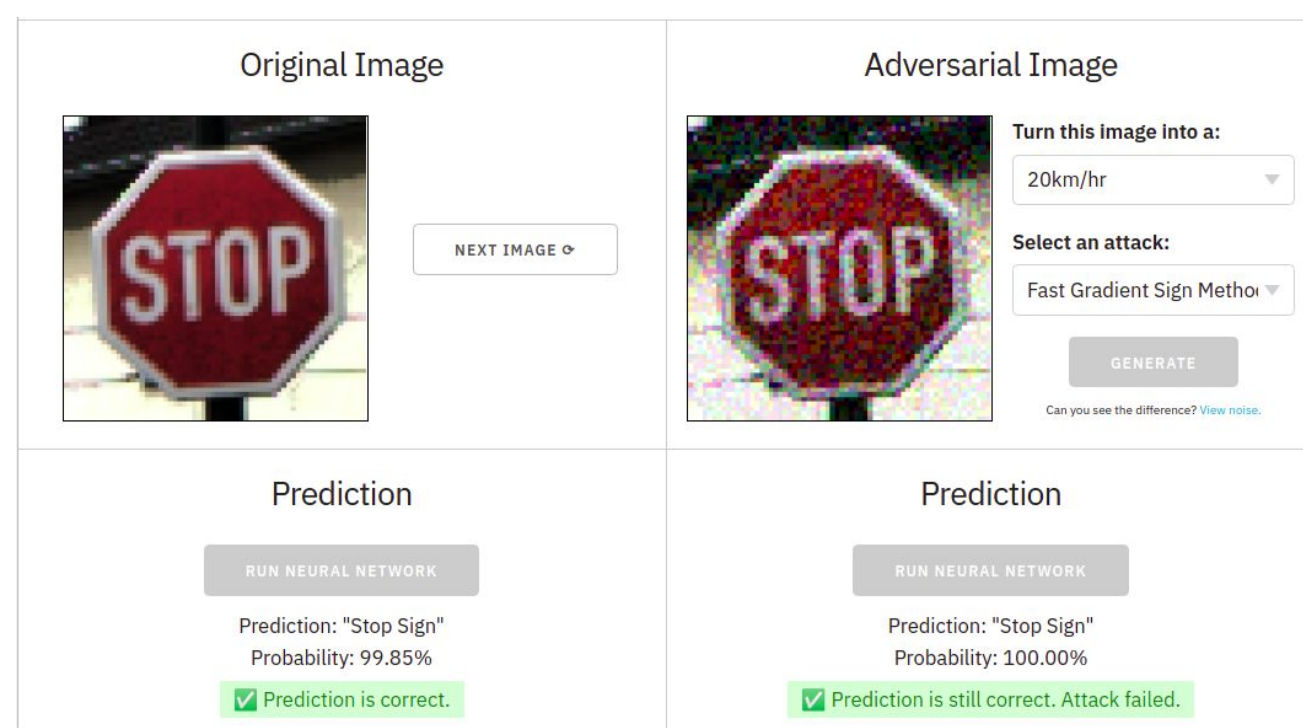 Original Image
STOP
NEXT IMAGE ⟳
Prediction
RUN NEURAL NETWORK
Prediction: "Stop Sign"
Probability: 99.85%
✅ Prediction is correct.
Adversarial Image
STOP
Turn this image into a:
20km/hr
Select an attack:
Fast Gradient Sign Metho
GENERATE
Can you see the difference? View noise.
Prediction
RUN NEURAL NETWORK
Prediction: "Stop Sign"
Probability: 100.00%
✅ Prediction is still correct. Attack failed.